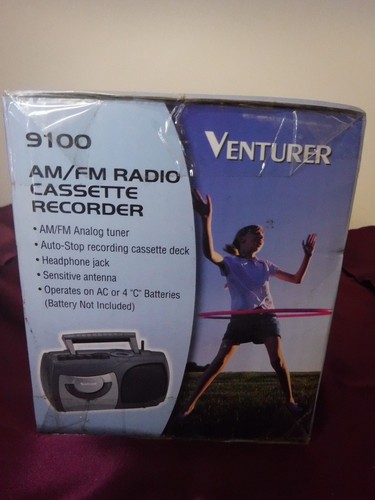 9100
AM/FM RADIO
CASSETTE
RECORDER
• AM/FM Analog tuner
• Auto-Stop recording cassette deck
• Headphone jack
• Sensitive antenna
• Operates on AC or 4 "C" Batteries
(Battery Not Included)
VENTURER